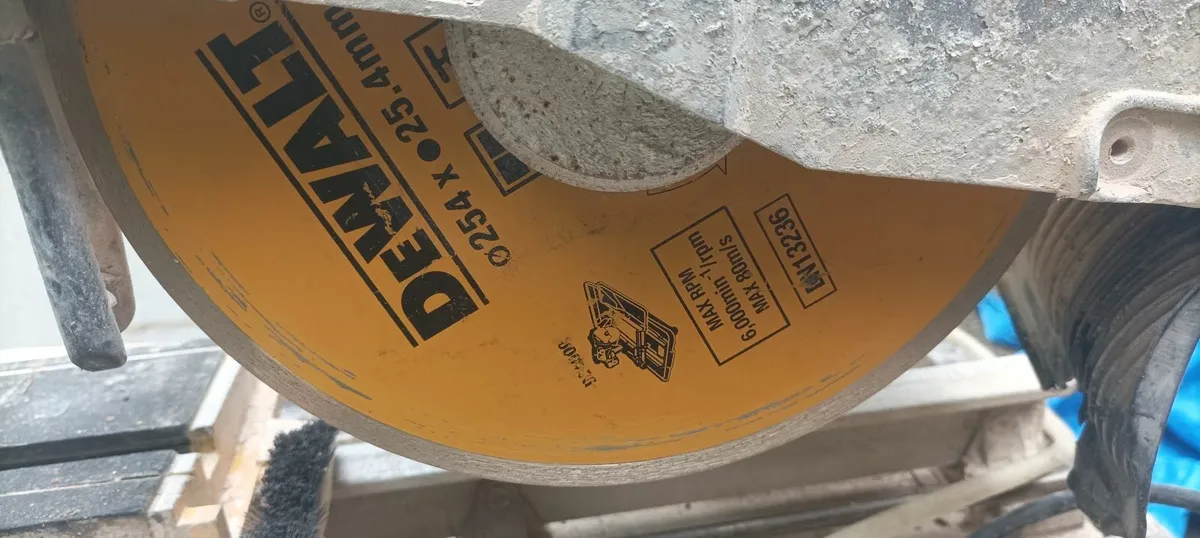 DEWALT®
Ø254 x ●25.4mm
MAX RPM
6,000min⁻¹/rpm
MAX 80m/s
EN13236